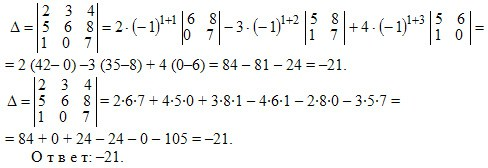 Δ = |2 3 4; 5 6 8; 1 0 7| = 2·(−1)¹⁺¹ |6 8; 0 7| −3·(−1)¹⁺² |5 8; 1 7| + 4·(−1)¹⁺³ |5 6; 1 0| =
= 2 (42– 0) –3 (35–8) + 4 (0–6) = 84 – 81 – 24 = –21.
Δ = |2 3 4; 5 6 8; 1 0 7| = 2·6·7 + 4·5·0 + 3·8·1 – 4·6·1 – 2·8·0 – 3·5·7 =
= 84 + 0 + 24 – 24 – 0 – 105 = –21.
Ответ: –21.